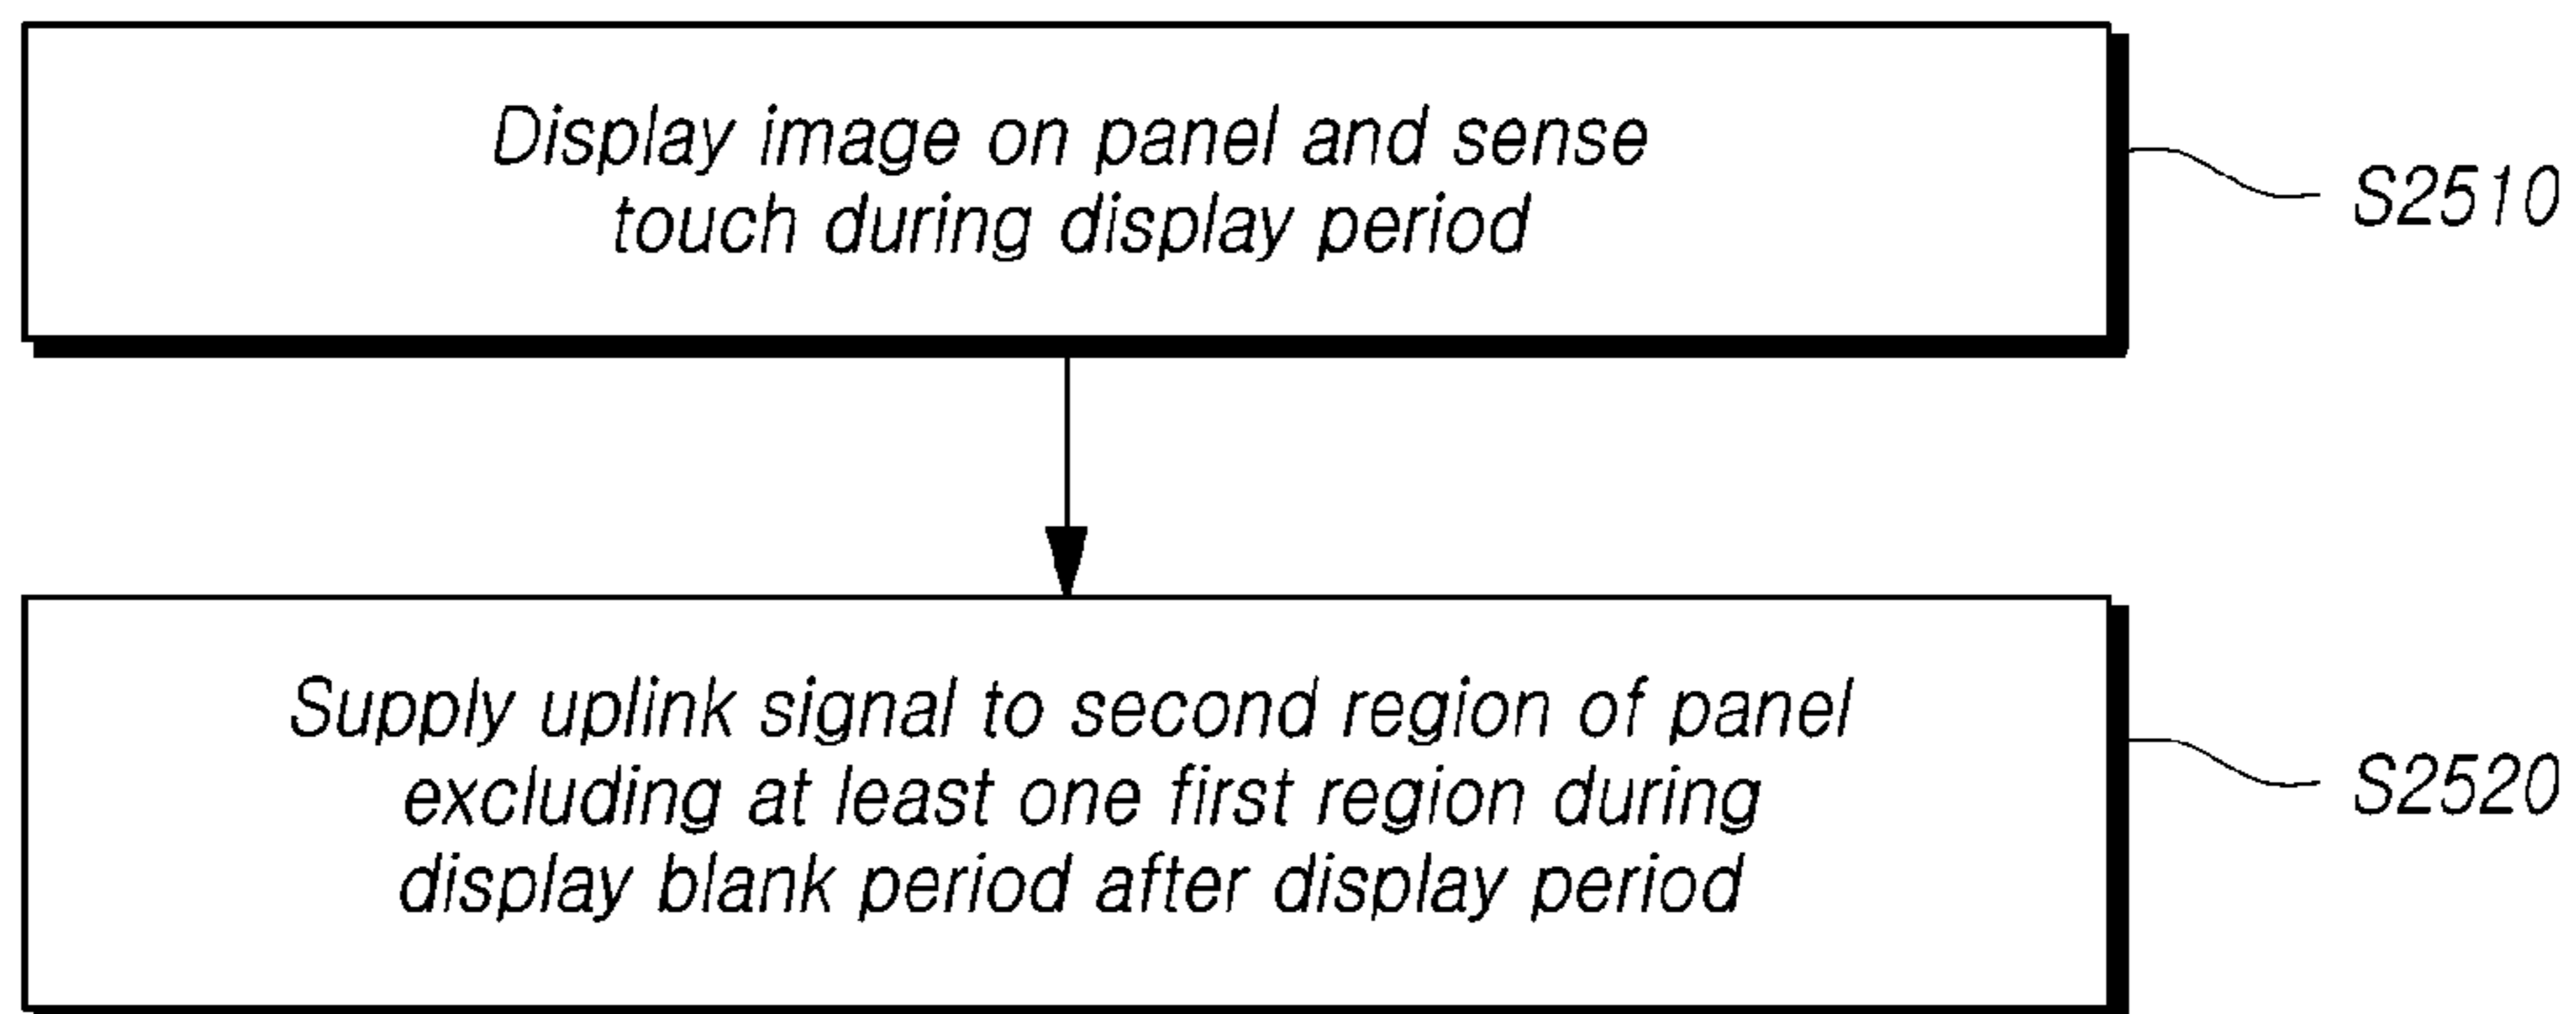 Display image on panel and sense
touch during display period
S2510
Supply uplink signal to second region of panel
excluding at least one first region during
display blank period after display period
S2520